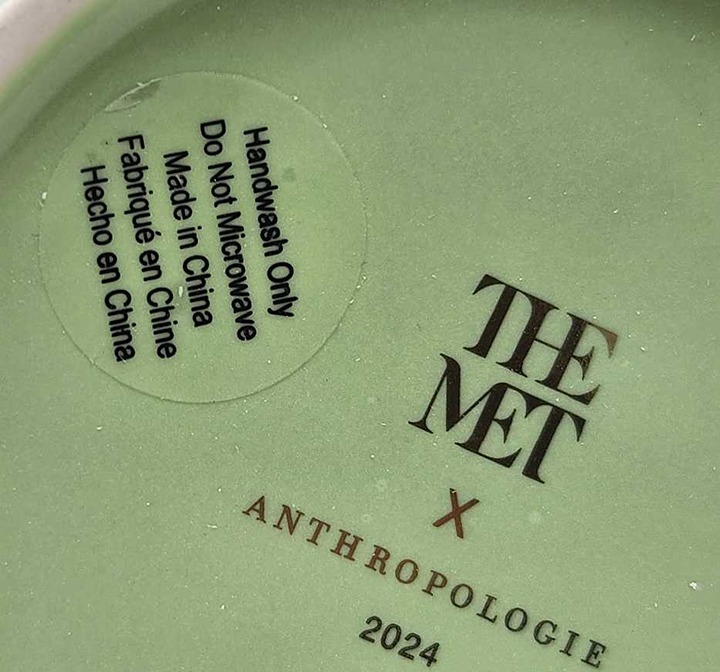 Handwash Only
Do Not Microwave
Made in China
Fabriqué en Chine
Hecho en China
THE
MET
X
ANTHROPOLOGIE
2024